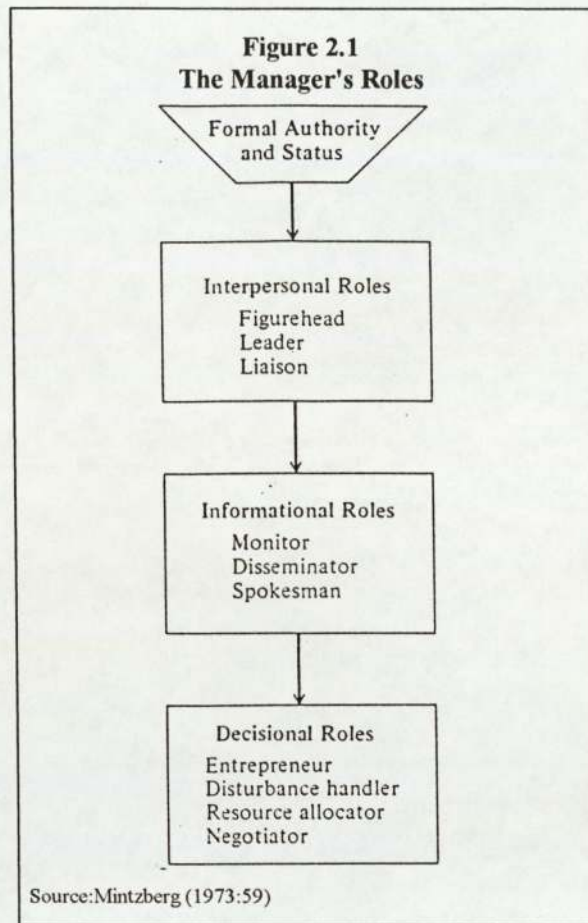 Figure 2.1
The Manager's Roles
Formal Authority
and Status
Interpersonal Roles
Figurehead
Leader
Liaison
Informational Roles
Monitor
Disseminator
Spokesman
Decisional Roles
Entrepreneur
Disturbance handler
Resource allocator
Negotiator
Source:Mintzberg (1973:59)